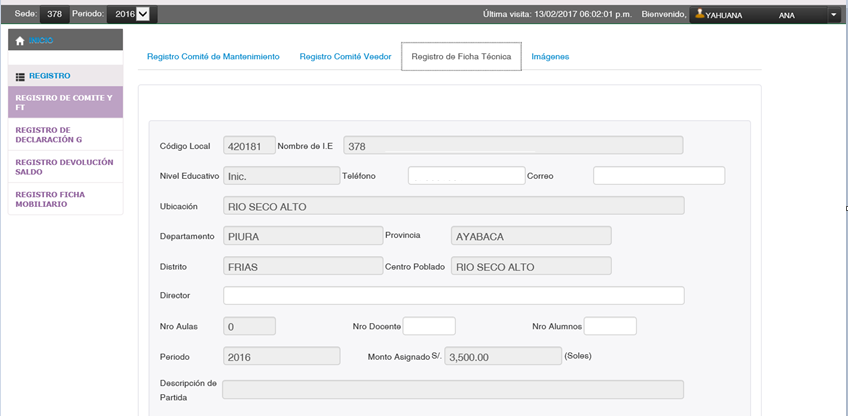 Sede: 378 Periodo: 2016 Última visita: 13/02/2017 06:02:01 p.m. Bienvenido, YAHUANA ANA
INICIO
REGISTRO
REGISTRO DE COMITE Y
FT
REGISTRO DE
DECLARACIÓN G
REGISTRO DEVOLUCIÓN
SALDO
REGISTRO FICHA
MOBILIARIO
Registro Comité de Mantenimiento Registro Comité Veedor Registro de Ficha Técnica Imágenes
Código Local 420181 Nombre de I.E 378
Nivel Educativo Inic. Teléfono Correo
Ubicación RIO SECO ALTO
Departamento PIURA Provincia AYABACA
Distrito FRIAS Centro Poblado RIO SECO ALTO
Director
Nro Aulas 0 Nro Docente Nro Alumnos
Periodo 2016 Monto Asignado S/. 3,500.00 (Soles)
Descripción de
Partida